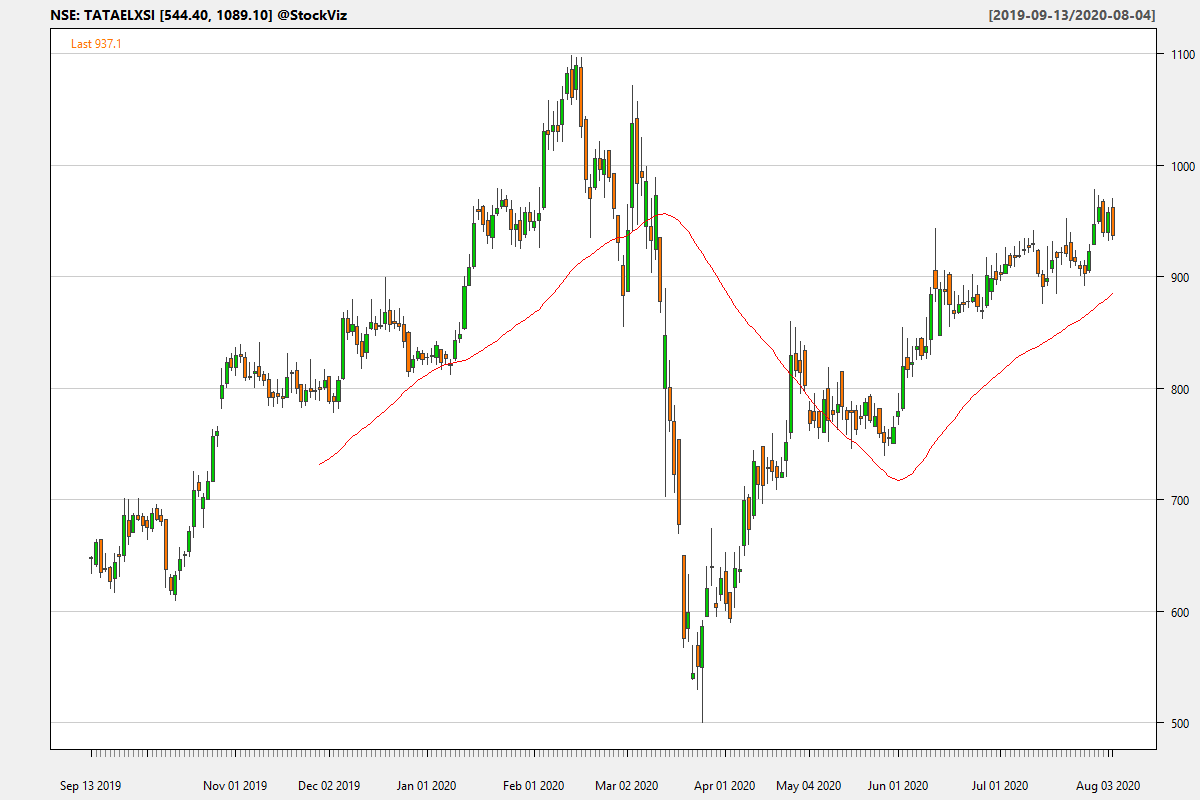 NSE: TATAELXSI [544.40, 1089.10] @StockViz
[2019-09-13/2020-08-04]
Last 937.1
1100
1000
900
800
700
600
500
Sep 13 2019
Nov 01 2019
Dec 02 2019
Jan 01 2020
Feb 01 2020
Mar 02 2020
Apr 01 2020
May 04 2020
Jun 01 2020
Jul 01 2020
Aug 03 2020